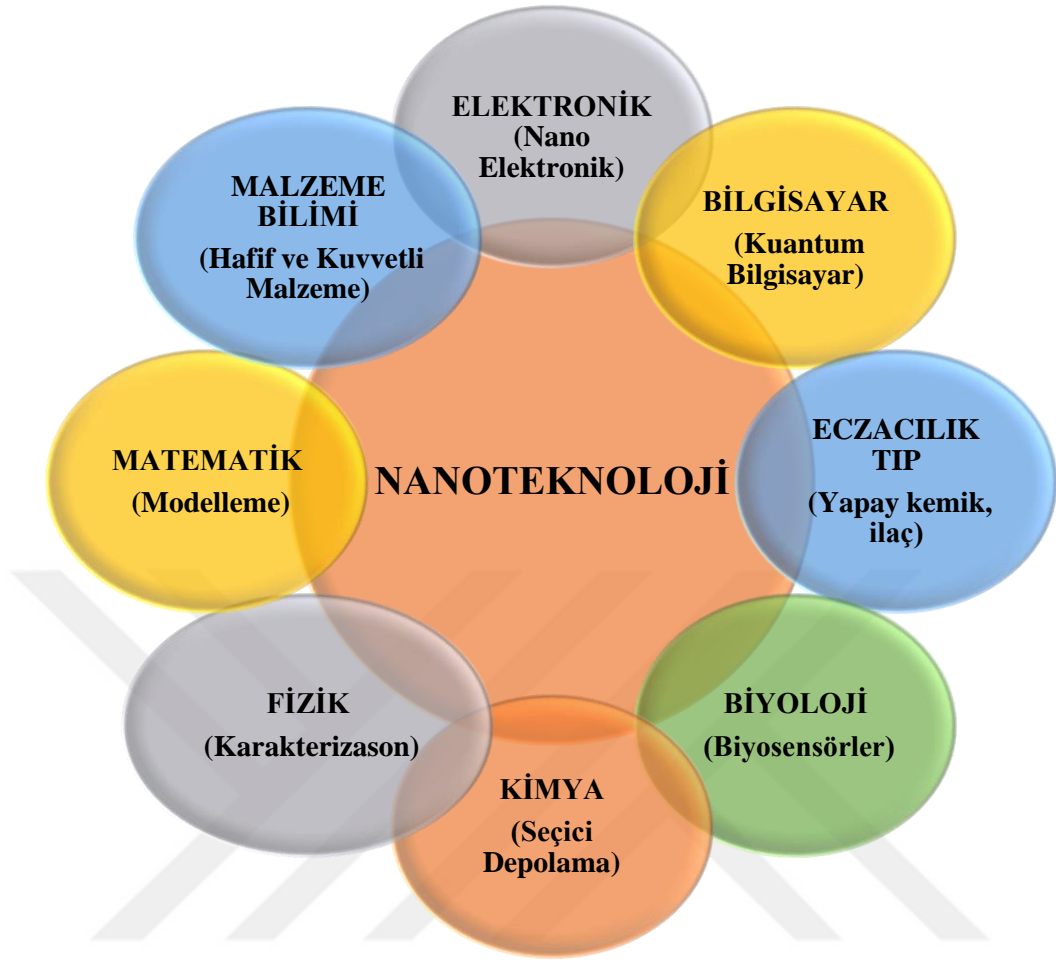 ELEKTRONİK
(Nano
Elektronik)
BİLGİSAYAR
(Kuantum
Bilgisayar)
ECZACILIK
TIP
(Yapay kemik,
ilaç)
BİYOLOJİ
(Biyosensörler)
KİMYA
(Seçici
Depolama)
FİZİK
(Karakterizason)
MATEMATİK
(Modelleme)
MALZEME
BİLİMİ
(Hafif ve Kuvvetli
Malzeme)
NANOTEKNOLOJİ